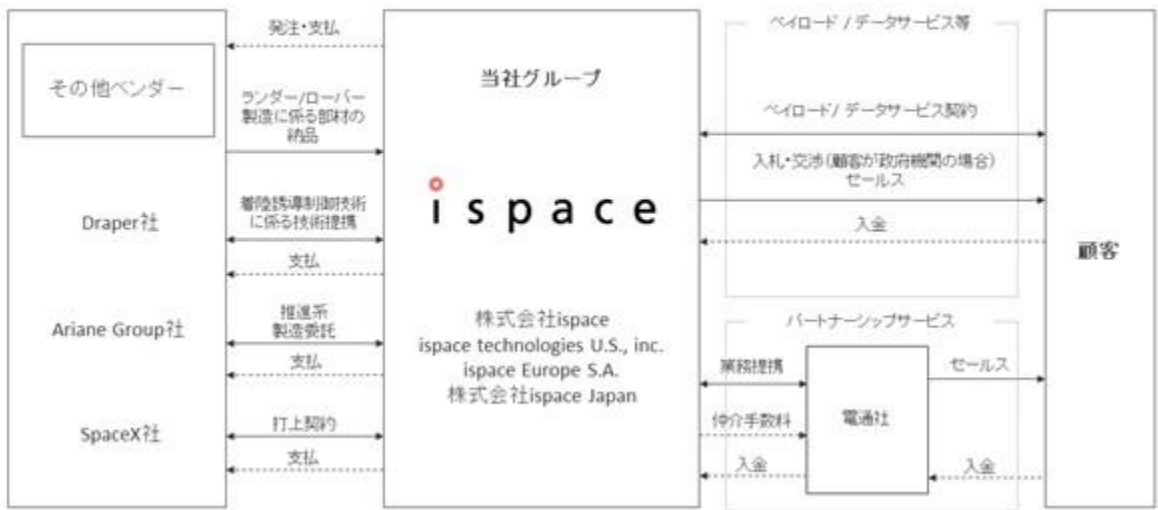 その他ベンダー
Draper社
Ariane Group社
SpaceX社
発注・支払
ランダー/ローバー
製造に係る部材の
納品
着陸誘導制御技術
に係る技術提携
支払
推進系
製造委託
支払
打上契約
支払
当社グループ
ispace
株式会社ispace
ispace technologies U.S., inc.
ispace Europe S.A.
株式会社ispace Japan
ペイロード / データサービス等
ペイロード/ データサービス契約
入札・交渉(顧客が政府機関の場合)
セールス
入金
パートナーシップサービス
業務提携
仲介手数料
入金
電通社
セールス
入金
顧客